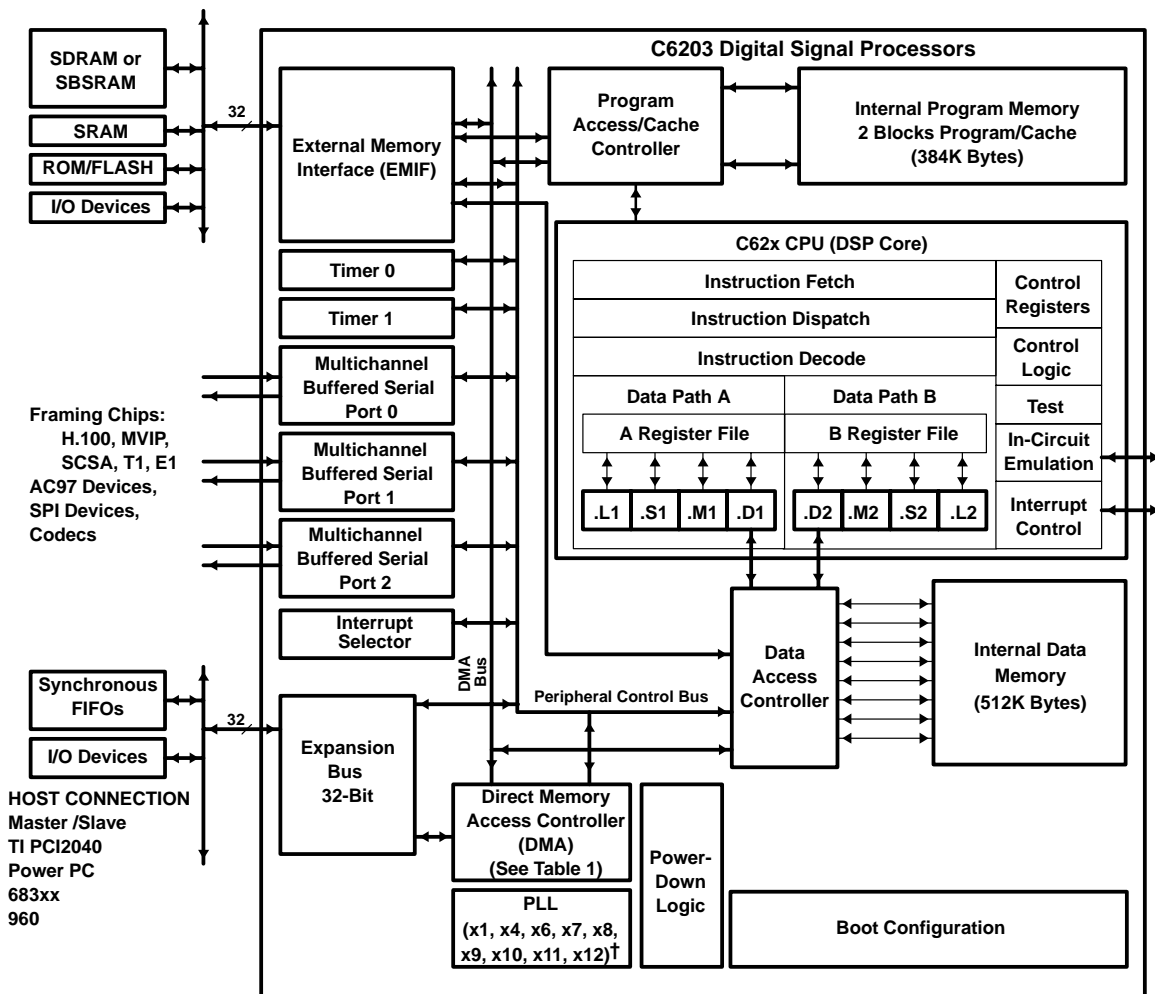 C6203 Digital Signal Processors
SDRAM or
SBSRAM
SRAM
ROM/FLASH
I/O Devices
32
External Memory
Interface (EMIF)
Program
Access/Cache
Controller
Internal Program Memory
2 Blocks Program/Cache
(384K Bytes)
Timer 0
Timer 1
Multichannel
Buffered Serial
Port 0
Multichannel
Buffered Serial
Port 1
Multichannel
Buffered Serial
Port 2
Interrupt
Selector
Framing Chips:
H.100, MVIP,
SCSA, T1, E1
AC97 Devices,
SPI Devices,
Codecs
C62x CPU (DSP Core)
Instruction Fetch
Instruction Dispatch
Instruction Decode
Data Path A
Data Path B
A Register File
B Register File
.L1
.S1
.M1
.D1
.D2
.M2
.S2
.L2
Control
Registers
Control
Logic
Test
In-Circuit
Emulation
Interrupt
Control
DMA
Bus
Peripheral Control Bus
Data
Access
Controller
Internal Data
Memory
(512K Bytes)
Synchronous
FIFOs
I/O Devices
32
Expansion
Bus
32-Bit
HOST CONNECTION
Master /Slave
TI PCI2040
Power PC
683xx
960
Direct Memory
Access Controller
(DMA)
(See Table 1)
PLL
(x1, x4, x6, x7, x8,
x9, x10, x11, x12)†
Power-
Down
Logic
Boot Configuration